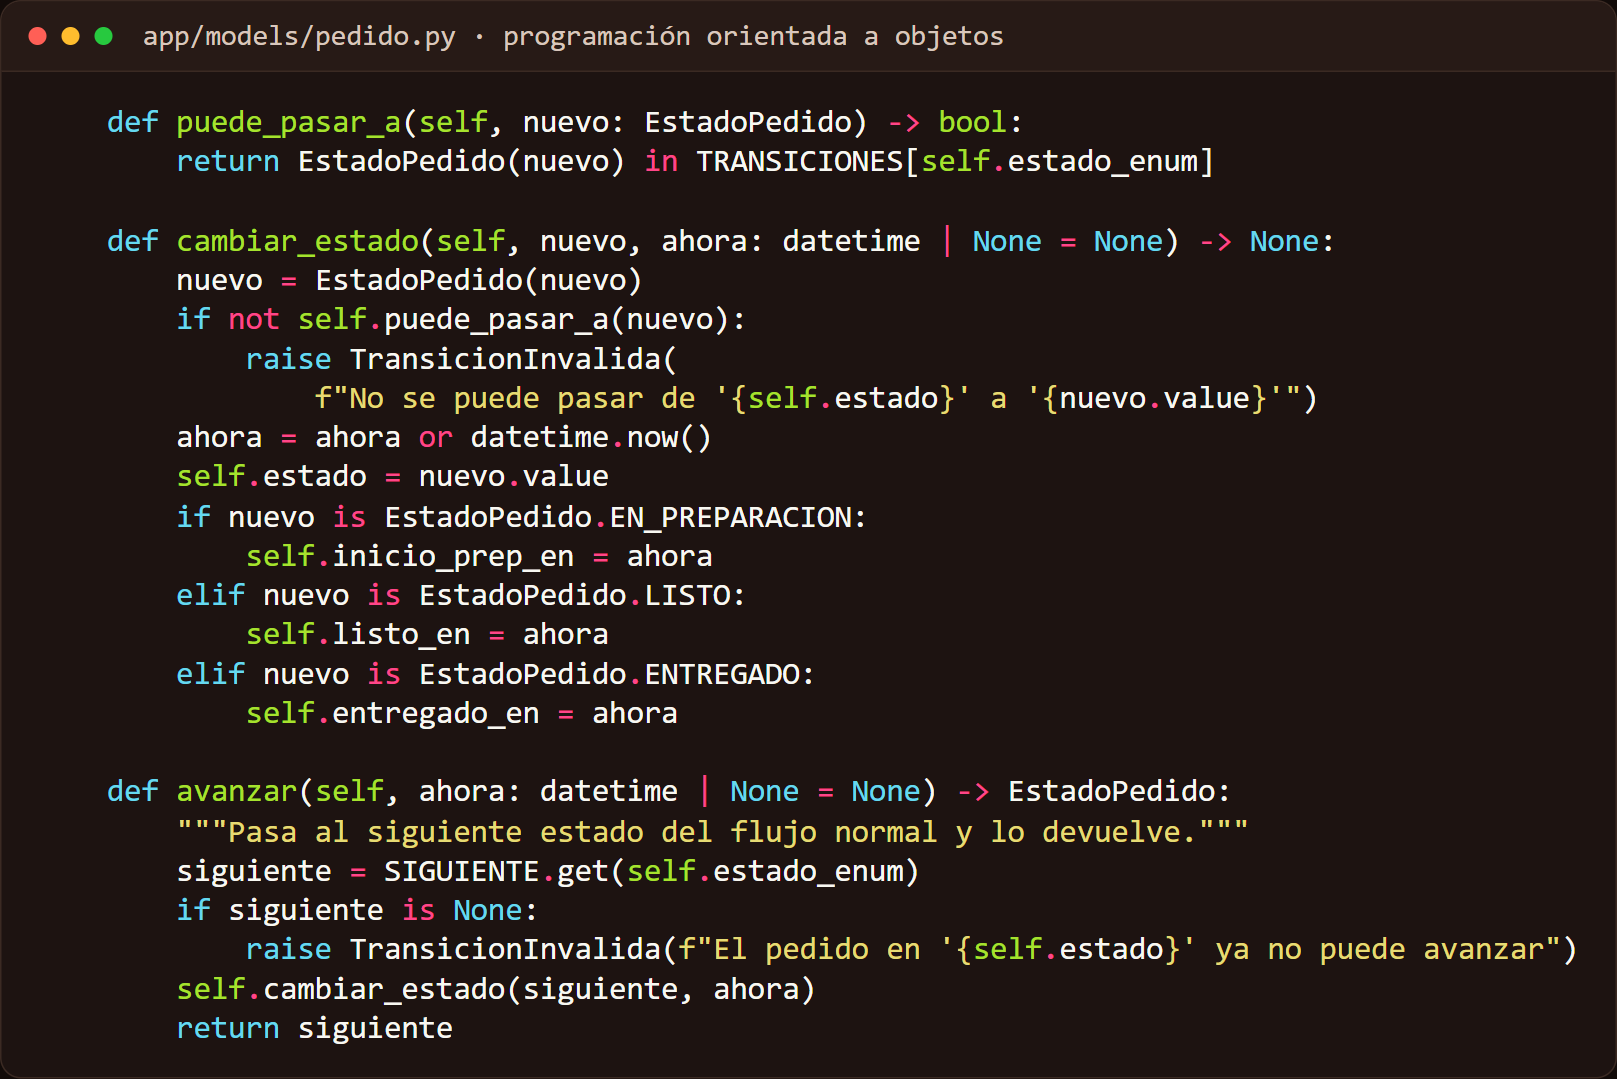 app/models/pedido.py · programación orientada a objetos
def puede_pasar_a(self, nuevo: EstadoPedido) -> bool:
    return EstadoPedido(nuevo) in TRANSICIONES[self.estado_enum]
def cambiar_estado(self, nuevo, ahora: datetime | None = None) -> None:
    nuevo = EstadoPedido(nuevo)
    if not self.puede_pasar_a(nuevo):
        raise TransicionInvalida(
            f"No se puede pasar de '{self.estado}' a '{nuevo.value}'")
    ahora = ahora or datetime.now()
    self.estado = nuevo.value
    if nuevo is EstadoPedido.EN_PREPARACION:
        self.inicio_prep_en = ahora
    elif nuevo is EstadoPedido.LISTO:
        self.listo_en = ahora
    elif nuevo is EstadoPedido.ENTREGADO:
        self.entregado_en = ahora
def avanzar(self, ahora: datetime | None = None) -> EstadoPedido:
    """Pasa al siguiente estado del flujo normal y lo devuelve."""
    siguiente = SIGUIENTE.get(self.estado_enum)
    if siguiente is None:
        raise TransicionInvalida(f"El pedido en '{self.estado}' ya no puede avanzar")
    self.cambiar_estado(siguiente, ahora)
    return siguiente